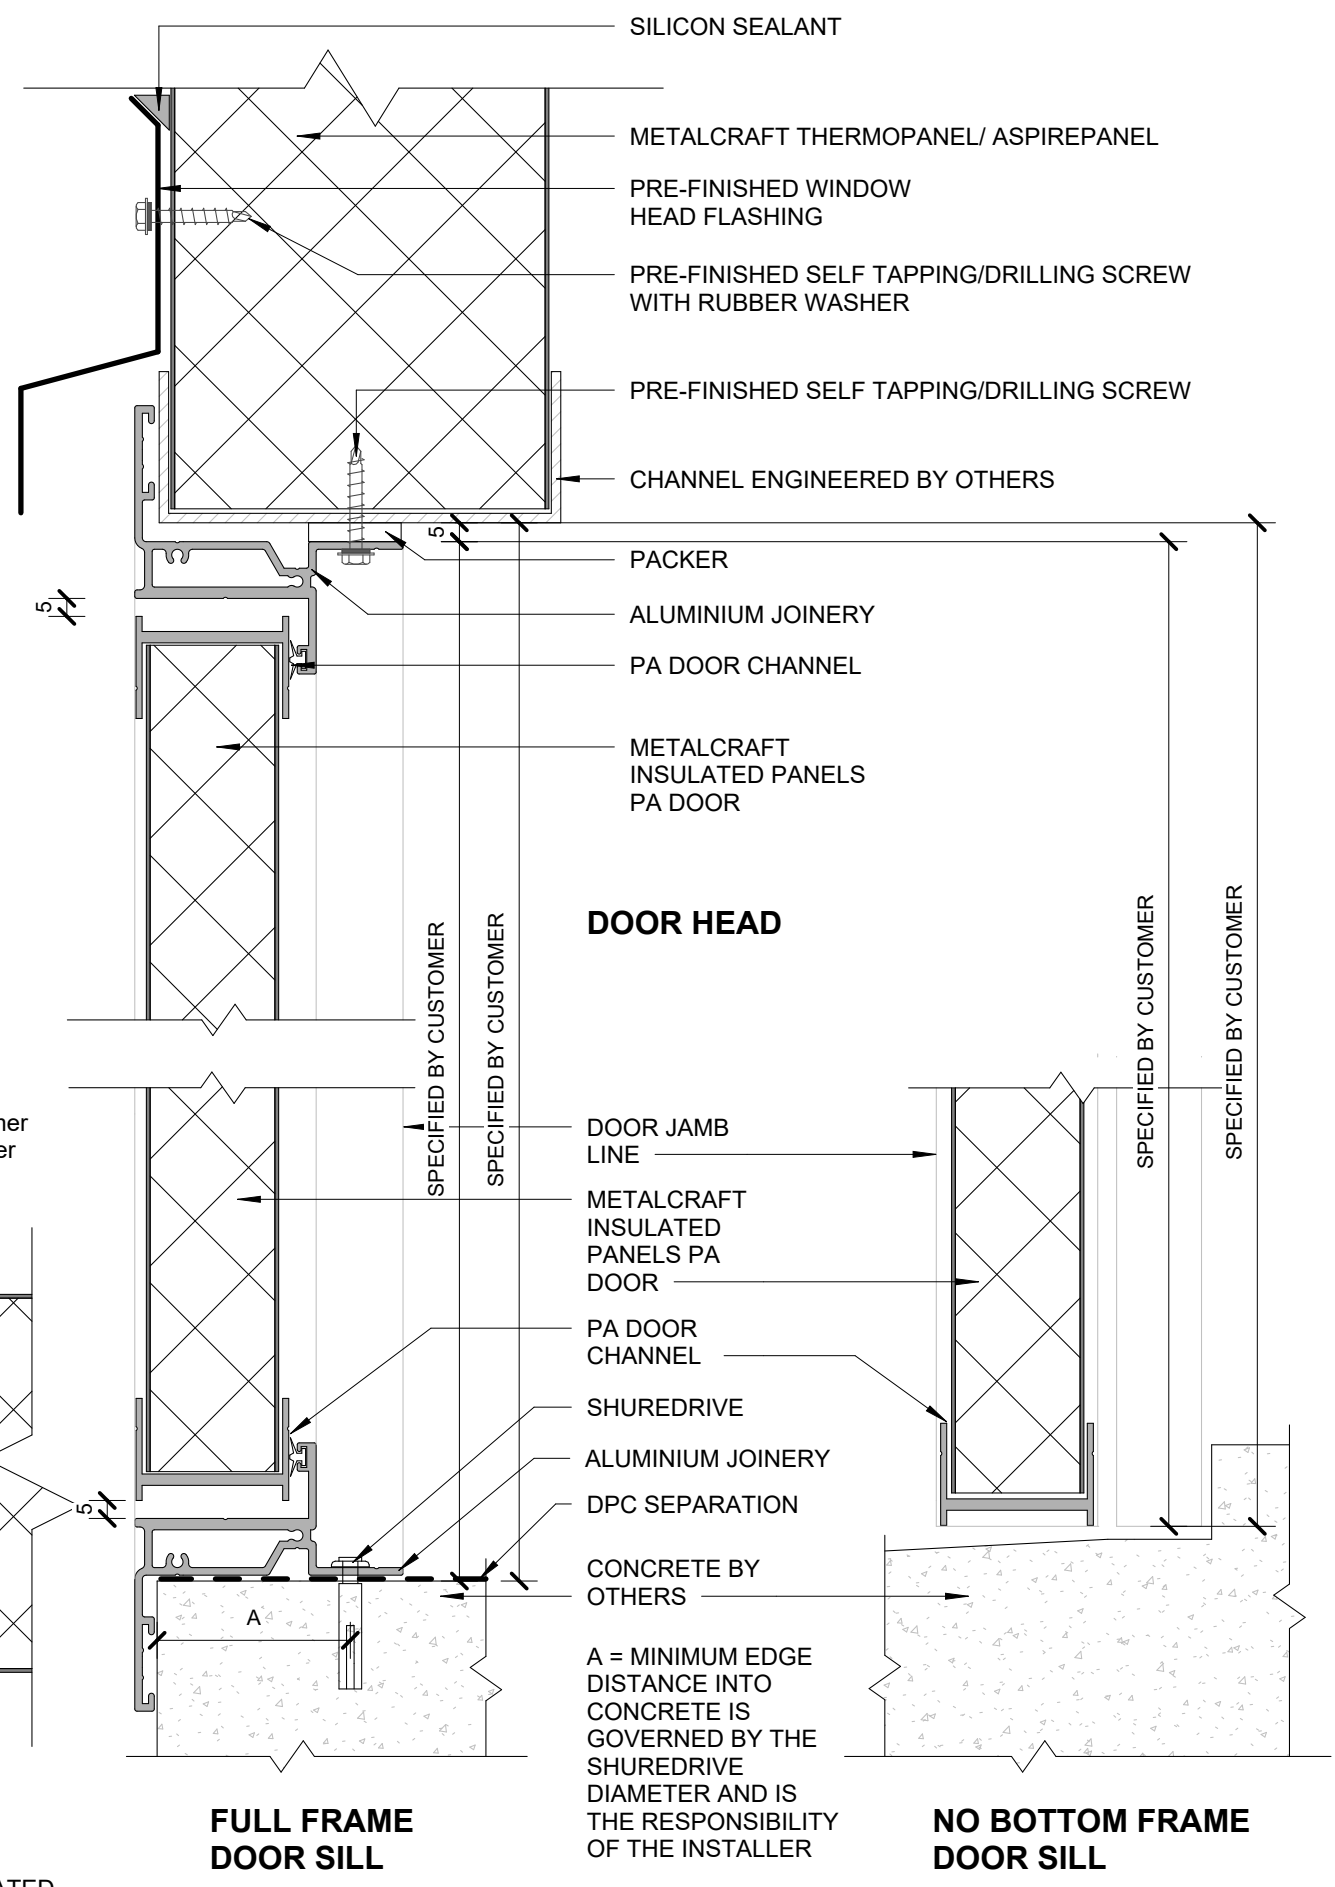 SILICON SEALANT
METALCRAFT THERMOPANEL/ ASPIREPANEL
PRE-FINISHED WINDOW
HEAD FLASHING
PRE-FINISHED SELF TAPPING/DRILLING SCREW
WITH RUBBER WASHER
PRE-FINISHED SELF TAPPING/DRILLING SCREW
CHANNEL ENGINEERED BY OTHERS
5
PACKER
5
ALUMINIUM JOINERY
PA DOOR CHANNEL
METALCRAFT
INSULATED PANELS
PA DOOR
DOOR HEAD
SPECIFIED BY CUSTOMER
SPECIFIED BY CUSTOMER
SPECIFIED BY CUSTOMER
SPECIFIED BY CUSTOMER
DOOR JAMB
LINE
METALCRAFT
INSULATED
PANELS PA
DOOR
PA DOOR
CHANNEL
SHUREDRIVE
ALUMINIUM JOINERY
5
DPC SEPARATION
CONCRETE BY
OTHERS
A
A = MINIMUM EDGE
DISTANCE INTO
CONCRETE IS
GOVERNED BY THE
SHUREDRIVE
DIAMETER AND IS
THE RESPONSIBILITY
OF THE INSTALLER
FULL FRAME
DOOR SILL
NO BOTTOM FRAME
DOOR SILL